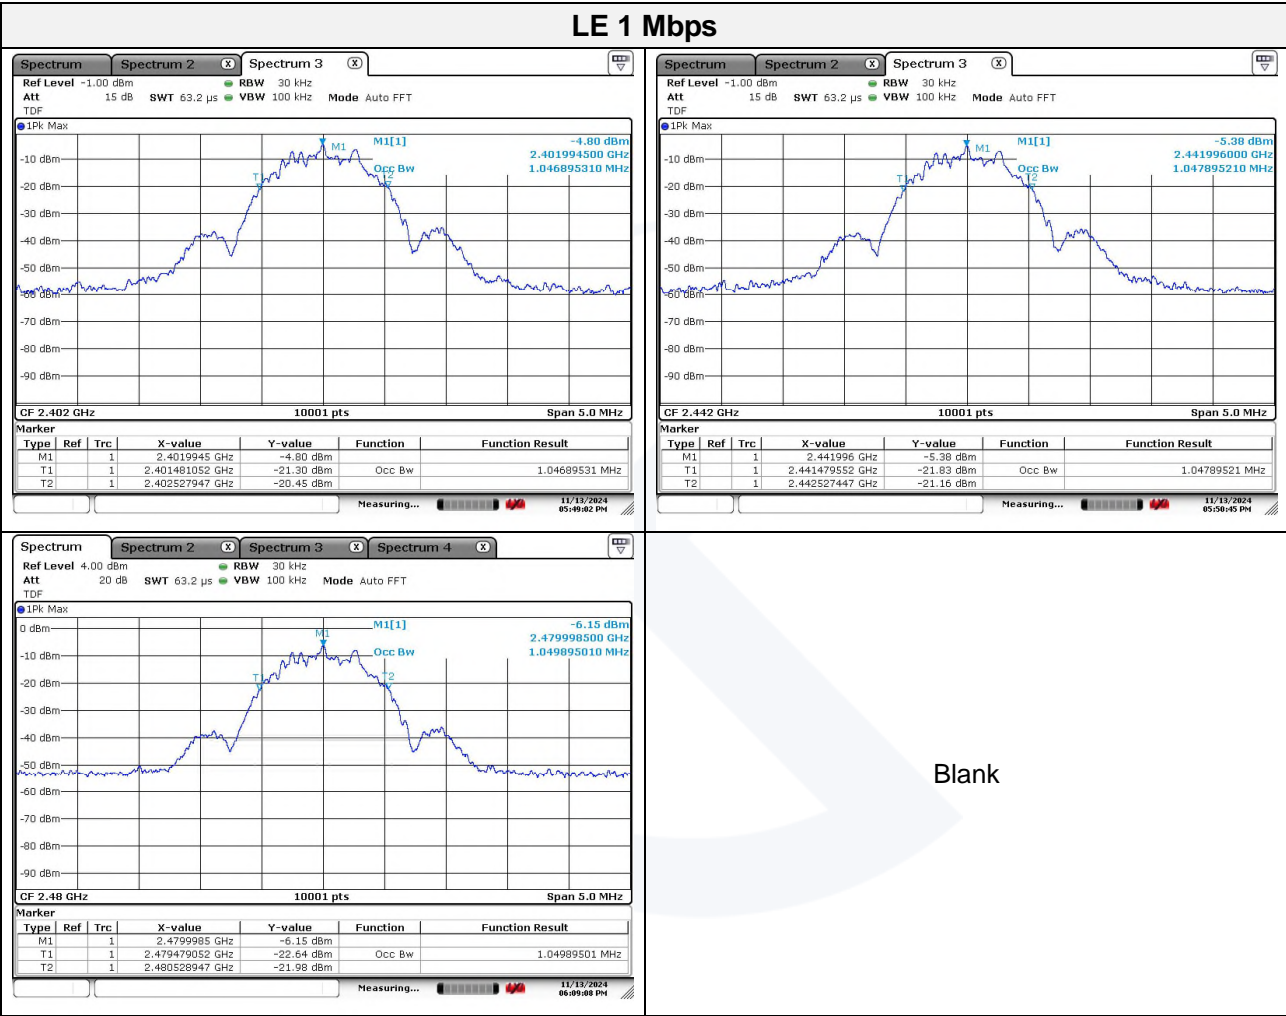 LE 1 Mbps
Spectrum Spectrum 2 X Spectrum 3 X
Ref Level -1.00 dBm RBW 30 kHz
Att 15 dB SWT 63.2 µs VBW 100 kHz Mode Auto FFT
TDF
1Pk Max
M1[1] -4.80 dBm
2.401994500 GHz
Occ Bw 1.046895310 MHz
M1
T1
T2
-10 dBm
-20 dBm
-30 dBm
-40 dBm
-50 dBm
-60 dBm
-70 dBm
-80 dBm
-90 dBm
CF 2.402 GHz 10001 pts Span 5.0 MHz
Marker
Type Ref Trc X-value Y-value Function Function Result
M1 1 2.4019945 GHz -4.80 dBm
T1 1 2.401481052 GHz -21.30 dBm Occ Bw 1.04689531 MHz
T2 1 2.402527947 GHz -20.45 dBm
Measuring... 11/13/2024
05:49:02 PM
Spectrum Spectrum 2 X Spectrum 3 X
Ref Level -1.00 dBm RBW 30 kHz
Att 15 dB SWT 63.2 µs VBW 100 kHz Mode Auto FFT
TDF
1Pk Max
M1[1] -5.38 dBm
2.441996000 GHz
Occ Bw 1.047895210 MHz
M1
T1
T2
-10 dBm
-20 dBm
-30 dBm
-40 dBm
-50 dBm
-60 dBm
-70 dBm
-80 dBm
-90 dBm
CF 2.442 GHz 10001 pts Span 5.0 MHz
Marker
Type Ref Trc X-value Y-value Function Function Result
M1 1 2.441996 GHz -5.38 dBm
T1 1 2.441479552 GHz -21.83 dBm Occ Bw 1.04789521 MHz
T2 1 2.442527447 GHz -21.16 dBm
Measuring... 11/13/2024
05:50:45 PM
Spectrum Spectrum 2 X Spectrum 3 X Spectrum 4 X
Ref Level 4.00 dBm RBW 30 kHz
Att 20 dB SWT 63.2 µs VBW 100 kHz Mode Auto FFT
TDF
1Pk Max
M1[1] -6.15 dBm
2.479998500 GHz
Occ Bw 1.049895010 MHz
M1
T1
T2
0 dBm
-10 dBm
-20 dBm
-30 dBm
-40 dBm
-50 dBm
-60 dBm
-70 dBm
-80 dBm
-90 dBm
CF 2.48 GHz 10001 pts Span 5.0 MHz
Marker
Type Ref Trc X-value Y-value Function Function Result
M1 1 2.4799985 GHz -6.15 dBm
T1 1 2.479479052 GHz -22.64 dBm Occ Bw 1.04989501 MHz
T2 1 2.480528947 GHz -21.98 dBm
Measuring... 11/13/2024
06:09:08 PM
Blank